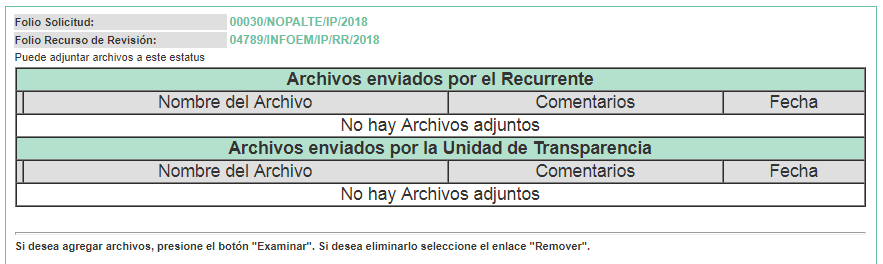 Folio Solicitud: 00030/NOPALTE/IP/2018
Folio Recurso de Revisión: 04789/INFOEM/IP/RR/2018
Puede adjuntar archivos a este estatus
Archivos enviados por el Recurrente
Nombre del Archivo Comentarios Fecha
No hay Archivos adjuntos
Archivos enviados por la Unidad de Transparencia
Nombre del Archivo Comentarios Fecha
No hay Archivos adjuntos
Si desea agregar archivos, presione el botón "Examinar". Si desea eliminarlo seleccione el enlace "Remover".